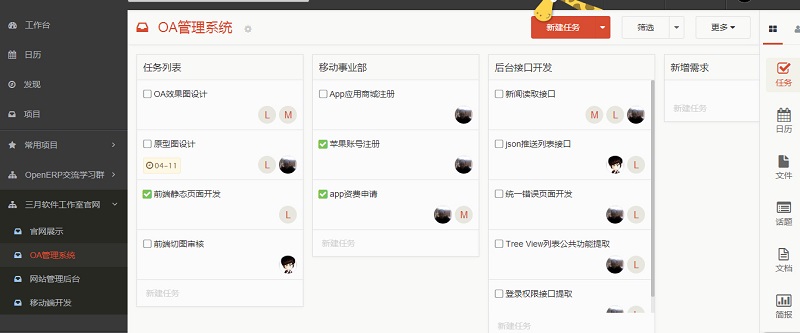 工作台
日历
发现
项目
常用项目
OpenERP交流学习群
三月软件工作室官网
官网展示
OA管理系统
网站管理后台
移动端开发
OA管理系统
新建任务
筛选
更多
任务列表
OA效果图设计
L M
原型图设计
04-11
L
前端静态页面开发
L
前端切图审核
新建任务
移动事业部
App应用商城注册
苹果账号注册
app资费申请
M
新建任务
后台接口开发
新闻读取接口
M L
json推送列表接口
L
统一错误页面开发
L
Tree View列表公共功能提取
L
登录权限接口提取
L
新建任务
新增需求
新建任务
任务
日历
文件
话题
文档
简报